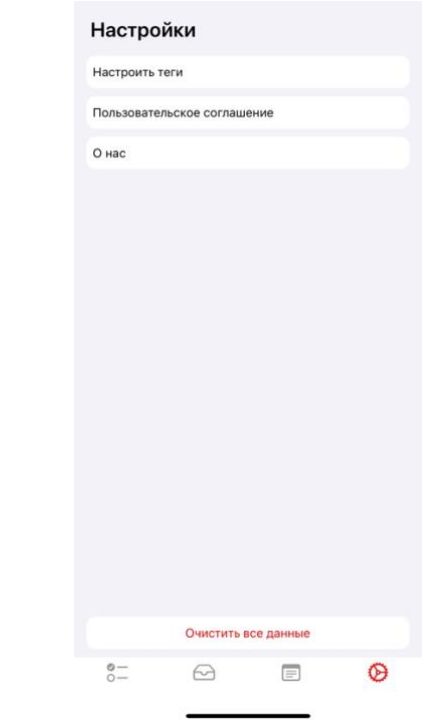 Настройки
Настроить теги
Пользовательское соглашение
О нас
Очистить все данные